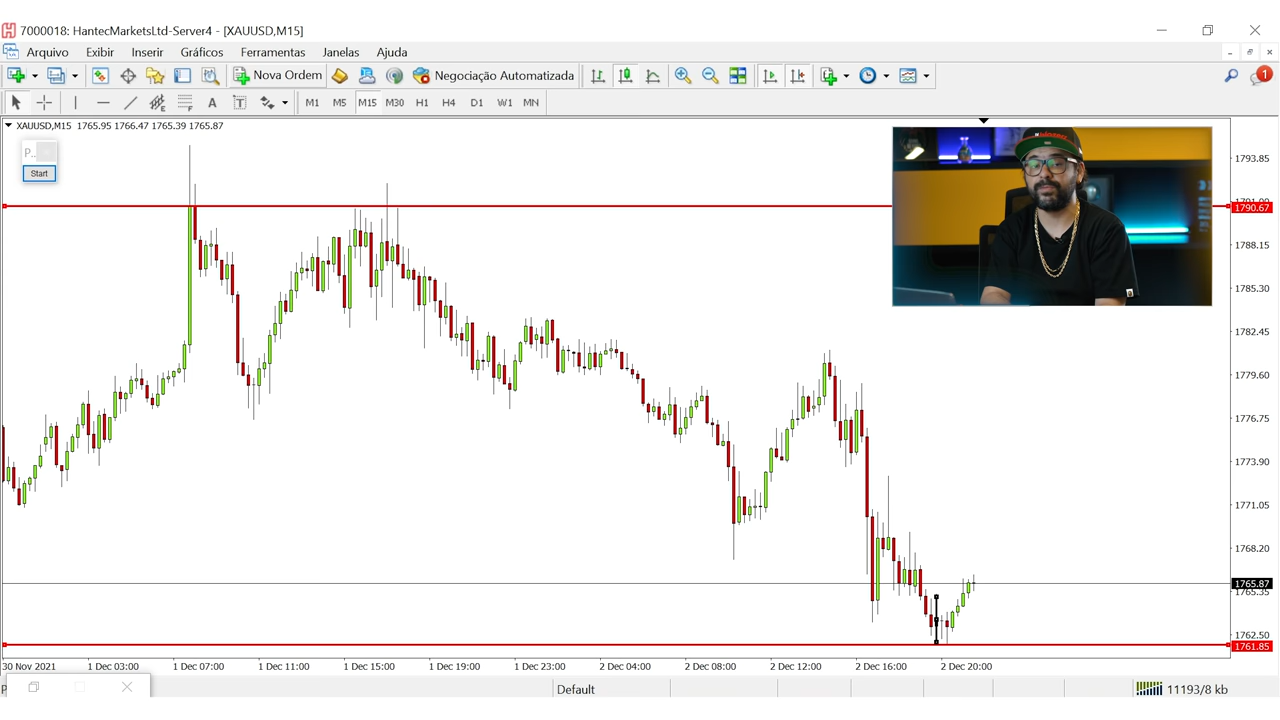 7000018: HantecMarketsLtd-Server4 - [XAUUSD,M15]
Arquivo Exibir Inserir Gráficos Ferramentas Janelas Ajuda
Nova Ordem Negociação Automatizada 1
A T M1 M5 M15 M30 H1 H4 D1 W1 MN
XAUUSD,M15 1765.95 1766.47 1765.39 1765.87
P...
Start
1793.85
1790.67
1788.15
1785.30
1782.45
1779.60
1776.75
1773.90
1771.05
1768.20
1765.87
1765.35
1762.50
1761.85
30 Nov 2021 1 Dec 03:00 1 Dec 07:00 1 Dec 11:00 1 Dec 15:00 1 Dec 19:00 1 Dec 23:00 2 Dec 04:00 2 Dec 08:00 2 Dec 12:00 2 Dec 16:00 2 Dec 20:00
Default 11193/8 kb